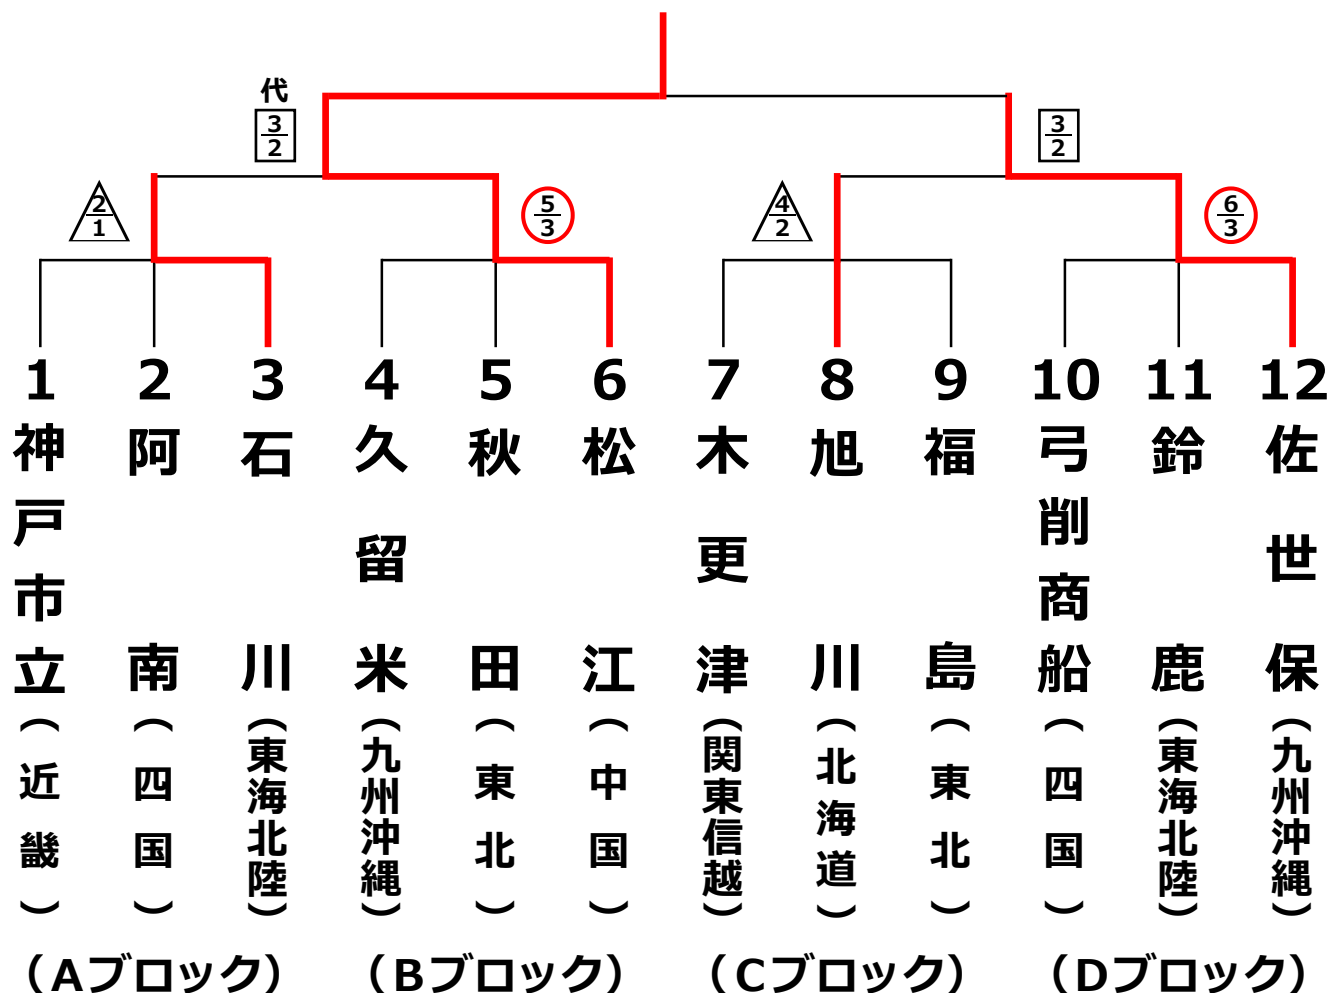 代
3/2
3/2
2/1
5/3
4/2
6/3
1 2 3 4 5 6 7 8 9 10 11 12
神戸市立（近畿）
阿南（四国）
石川（東海北陸）
久留米（九州沖縄）
秋田（東北）
松江（中国）
木更津（関東信越）
旭川（北海道）
福島（東北）
弓削商船（四国）
鈴鹿（東海北陸）
佐世保（九州沖縄）
（Aブロック） （Bブロック） （Cブロック） （Dブロック）